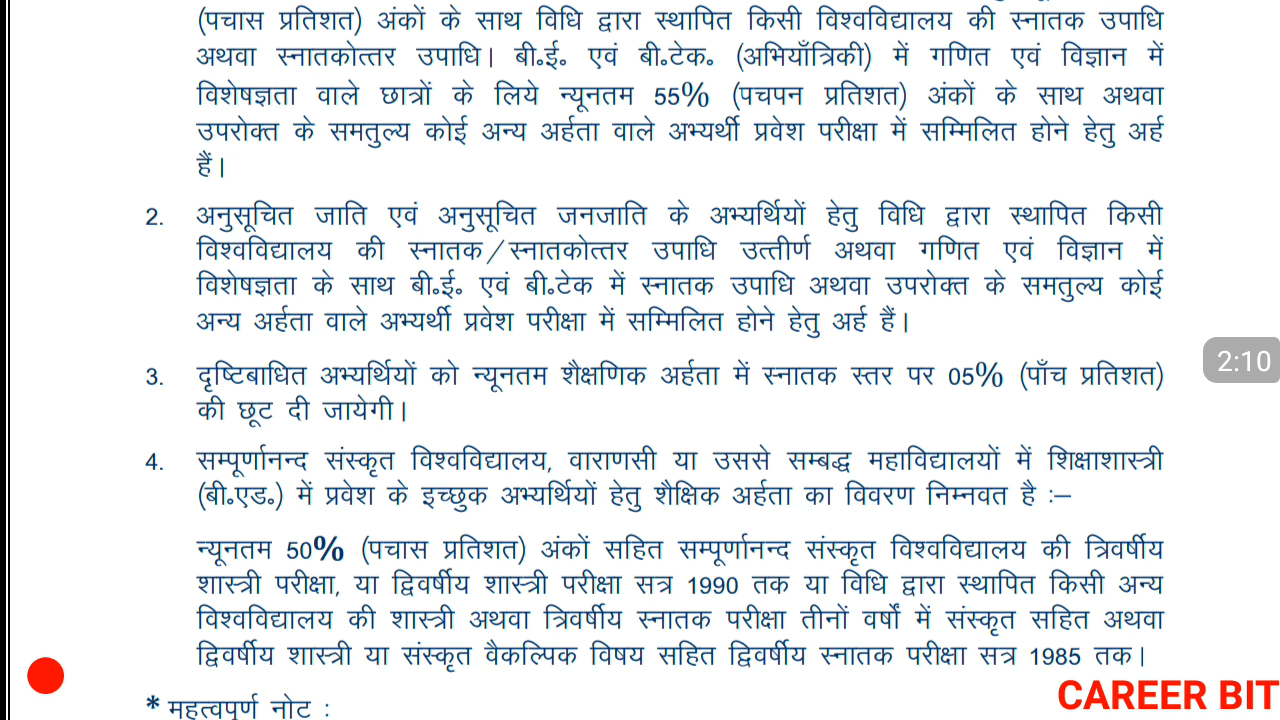 (पचास प्रतिशत) अंकों के साथ विधि द्वारा स्थापित किसी विश्वविद्यालय की स्नातक उपाधि
अथवा स्नातकोत्तर उपाधि। बी॰ई॰ एवं बी॰टेक॰ (अभियाँत्रिकी) में गणित एवं विज्ञान में
विशेषज्ञता वाले छात्रों के लिये न्यूनतम 55% (पचपन प्रतिशत) अंकों के साथ अथवा
उपरोक्त के समतुल्य कोई अन्य अर्हता वाले अभ्यर्थी प्रवेश परीक्षा में सम्मिलित होने हेतु अर्ह
हैं।
2. अनुसूचित जाति एवं अनुसूचित जनजाति के अभ्यर्थियों हेतु विधि द्वारा स्थापित किसी
विश्वविद्यालय की स्नातक/स्नातकोत्तर उपाधि उत्तीर्ण अथवा गणित एवं विज्ञान में
विशेषज्ञता के साथ बी॰ई॰ एवं बी॰टेक में स्नातक उपाधि अथवा उपरोक्त के समतुल्य कोई
अन्य अर्हता वाले अभ्यर्थी प्रवेश परीक्षा में सम्मिलित होने हेतु अर्ह हैं।
3. दृष्टिबाधित अभ्यर्थियों को न्यूनतम शैक्षणिक अर्हता में स्नातक स्तर पर 05% (पाँच प्रतिशत)
की छूट दी जायेगी।
2:10
4. सम्पूर्णानन्द संस्कृत विश्वविद्यालय, वाराणसी या उससे सम्बद्ध महाविद्यालयों में शिक्षाशास्त्री
(बी॰एड॰) में प्रवेश के इच्छुक अभ्यर्थियों हेतु शैक्षिक अर्हता का विवरण निम्नवत है :–
न्यूनतम 50% (पचास प्रतिशत) अंकों सहित सम्पूर्णानन्द संस्कृत विश्वविद्यालय की त्रिवर्षीय
शास्त्री परीक्षा, या द्विवर्षीय शास्त्री परीक्षा सत्र 1990 तक या विधि द्वारा स्थापित किसी अन्य
विश्वविद्यालय की शास्त्री अथवा त्रिवर्षीय स्नातक परीक्षा तीनों वर्षों में संस्कृत सहित अथवा
द्विवर्षीय शास्त्री या संस्कृत वैकल्पिक विषय सहित द्विवर्षीय स्नातक परीक्षा सत्र 1985 तक।
* महत्वपूर्ण नोट :
CAREER BIT